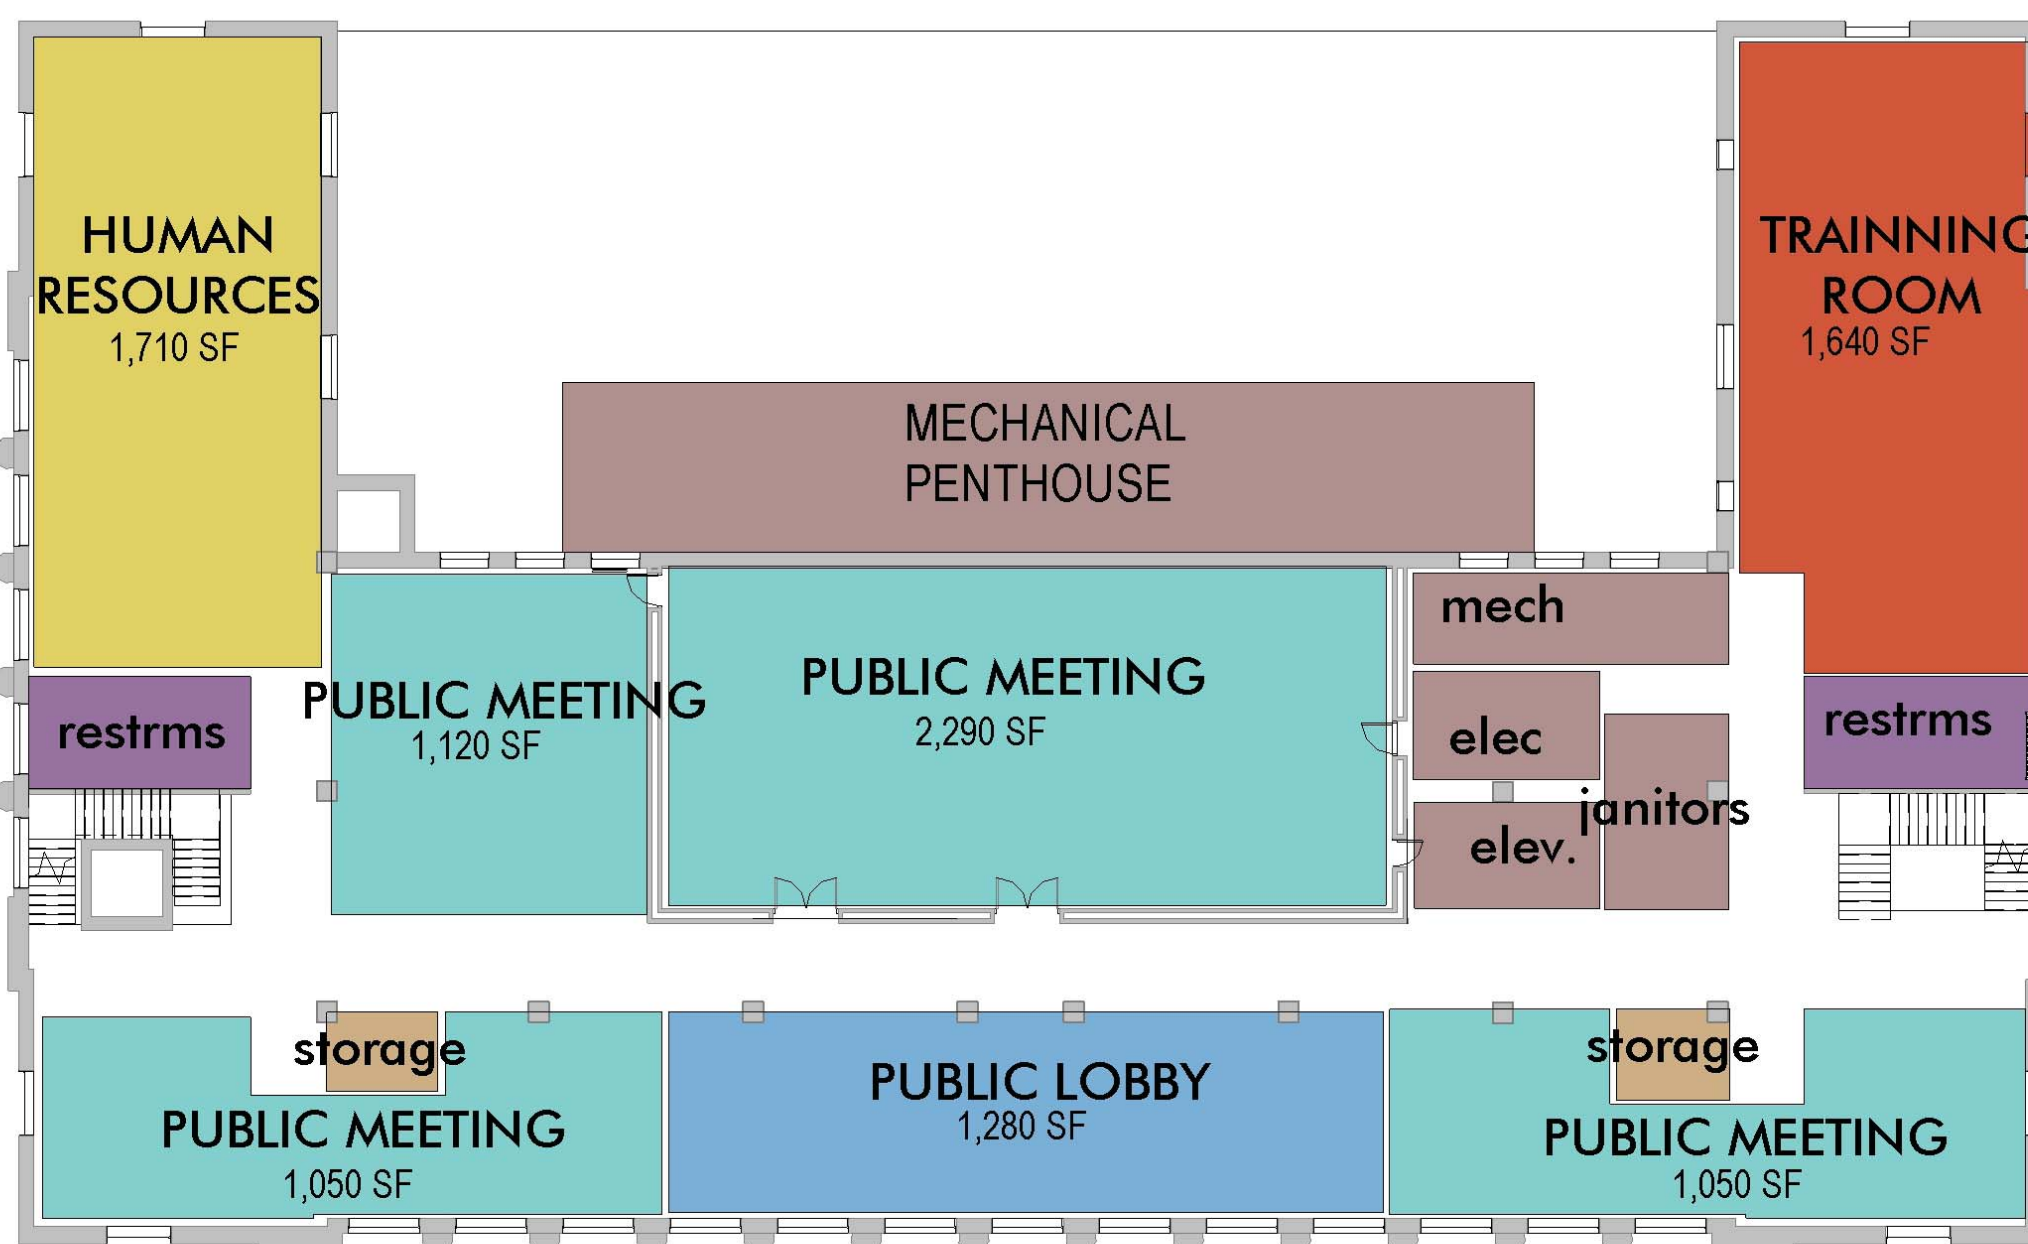 HUMAN
RESOURCES
1,710 SF
TRAINNING
ROOM
1,640 SF
MECHANICAL
PENTHOUSE
mech
PUBLIC MEETING
1,120 SF
PUBLIC MEETING
2,290 SF
restrms
elec
restrms
janitors
elev.
storage
storage
PUBLIC MEETING
1,050 SF
PUBLIC LOBBY
1,280 SF
PUBLIC MEETING
1,050 SF